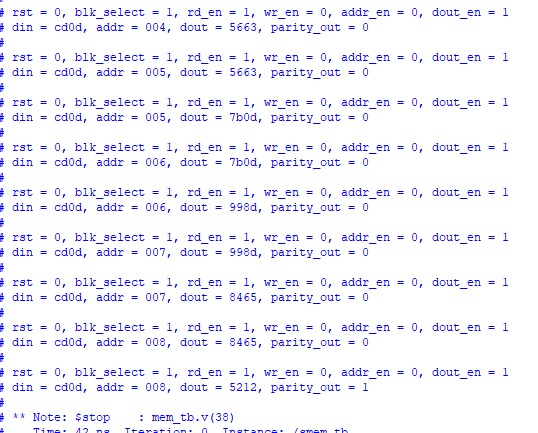 #
# rst = 0, blk_select = 1, rd_en = 1, wr_en = 0, addr_en = 0, dout_en = 1
# din = cd0d, addr = 004, dout = 5663, parity_out = 0
#
# rst = 0, blk_select = 1, rd_en = 1, wr_en = 0, addr_en = 0, dout_en = 1
# din = cd0d, addr = 005, dout = 5663, parity_out = 0
#
# rst = 0, blk_select = 1, rd_en = 1, wr_en = 0, addr_en = 0, dout_en = 1
# din = cd0d, addr = 005, dout = 7b0d, parity_out = 0
#
# rst = 0, blk_select = 1, rd_en = 1, wr_en = 0, addr_en = 0, dout_en = 1
# din = cd0d, addr = 006, dout = 7b0d, parity_out = 0
#
# rst = 0, blk_select = 1, rd_en = 1, wr_en = 0, addr_en = 0, dout_en = 1
# din = cd0d, addr = 006, dout = 998d, parity_out = 0
#
# rst = 0, blk_select = 1, rd_en = 1, wr_en = 0, addr_en = 0, dout_en = 1
# din = cd0d, addr = 007, dout = 998d, parity_out = 0
#
# rst = 0, blk_select = 1, rd_en = 1, wr_en = 0, addr_en = 0, dout_en = 1
# din = cd0d, addr = 007, dout = 8465, parity_out = 0
#
# rst = 0, blk_select = 1, rd_en = 1, wr_en = 0, addr_en = 0, dout_en = 1
# din = cd0d, addr = 008, dout = 8465, parity_out = 0
#
# rst = 0, blk_select = 1, rd_en = 1, wr_en = 0, addr_en = 0, dout_en = 1
# din = cd0d, addr = 008, dout = 5212, parity_out = 1
#
# ** Note: $stop    : mem_tb.v(38)
#    Time: 42 ns  Iteration: 0  Instance: /smem_tb